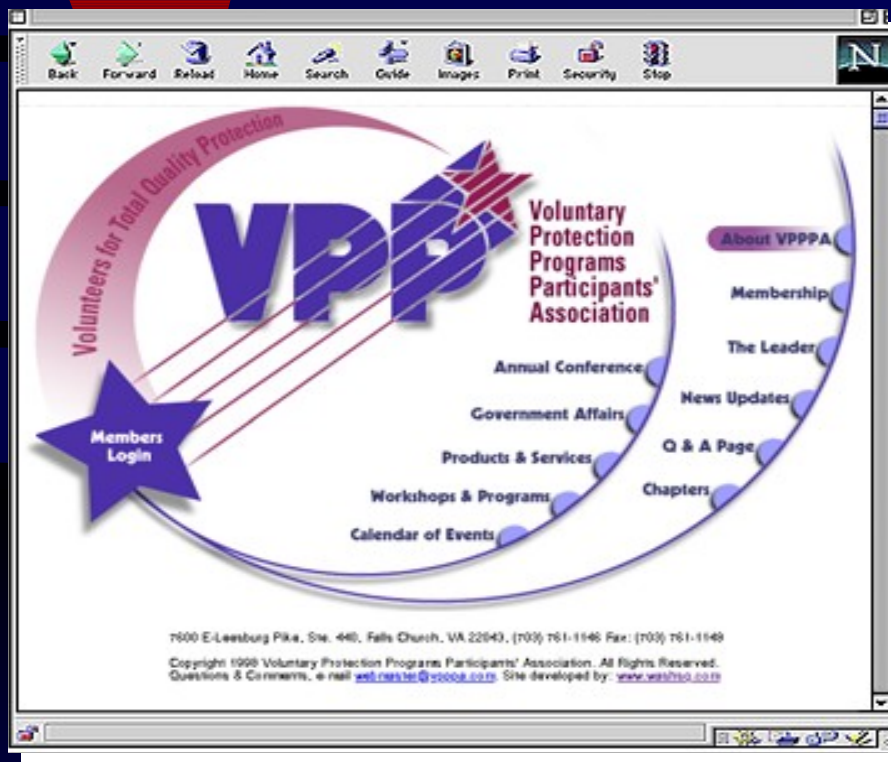 Back Forward Reload Home Search Guide Images Print Security Stop
N
Volunteers for Total Quality Protection
VPP
Voluntary
Protection
Programs
Participants'
Association
About VPPPA
Membership
The Leader
News Updates
Q & A Page
Chapters
Annual Conference
Government Affairs
Products & Services
Workshops & Programs
Calendar of Events
Members
Login
7600 E-Leesburg Pike, Ste. 440, Falls Church, VA 22043, (703) 761-1146 Fax: (703) 761-1148
Copyright 1998 Voluntary Protection Programs Participants' Association. All Rights Reserved.
Questions & Comments, e mail webmaster@vpppa.com. Site developed by: www.washsq.com